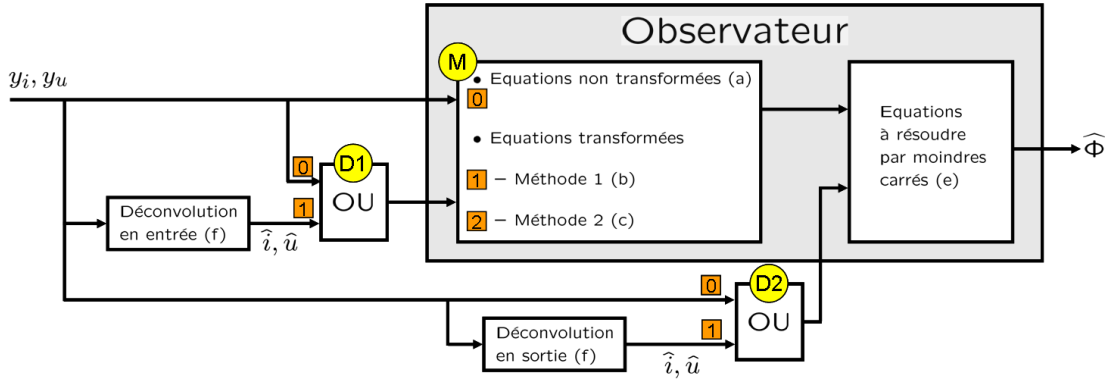 Observateur
M
y_i, y_u
• Equations non transformées (a)
0
• Equations transformées
1 – Méthode 1 (b)
2 – Méthode 2 (c)
Equations
à résoudre
par moindres
carrés (e)
Φ̂
0
D1
OU
1
Déconvolution
en entrée (f)
î, û
0
D2
OU
1
Déconvolution
en sortie (f)
î, û